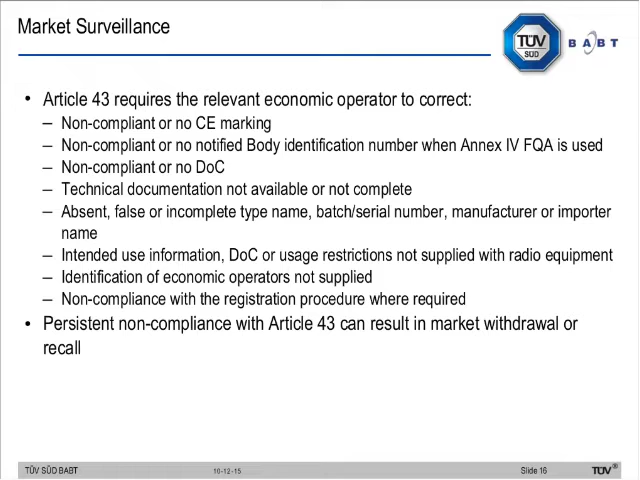 Market Surveillance
TÜV
SÜD
BABT
• Article 43 requires the relevant economic operator to correct:
– Non-compliant or no CE marking
– Non-compliant or no notified Body identification number when Annex IV FQA is used
– Non-compliant or no DoC
– Technical documentation not available or not complete
– Absent, false or incomplete type name, batch/serial number, manufacturer or importer
name
– Intended use information, DoC or usage restrictions not supplied with radio equipment
– Identification of economic operators not supplied
– Non-compliance with the registration procedure where required
• Persistent non-compliance with Article 43 can result in market withdrawal or
recall
TÜV SÜD BABT 16-12-15 Slide 16 TÜV®